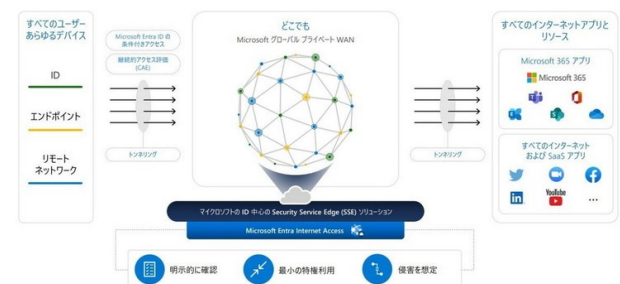 すべてのユーザー
あらゆるデバイス
ID
エンドポイント
リモート
ネットワーク
Microsoft Entra ID の
条件付きアクセス
継続的アクセス評価
(CAE)
トンネリング
どこでも
Microsoft グローバル プライベート WAN
トンネリング
すべてのインターネットアプリと
リソース
Microsoft 365 アプリ
Microsoft 365
すべてのインターネット
および SaaS アプリ
in
YouTube
...
マイクロソフトの ID 中心の Security Service Edge (SSE) ソリューション
Microsoft Entra Internet Access
明示的に確認
最小の特権利用
侵害を想定